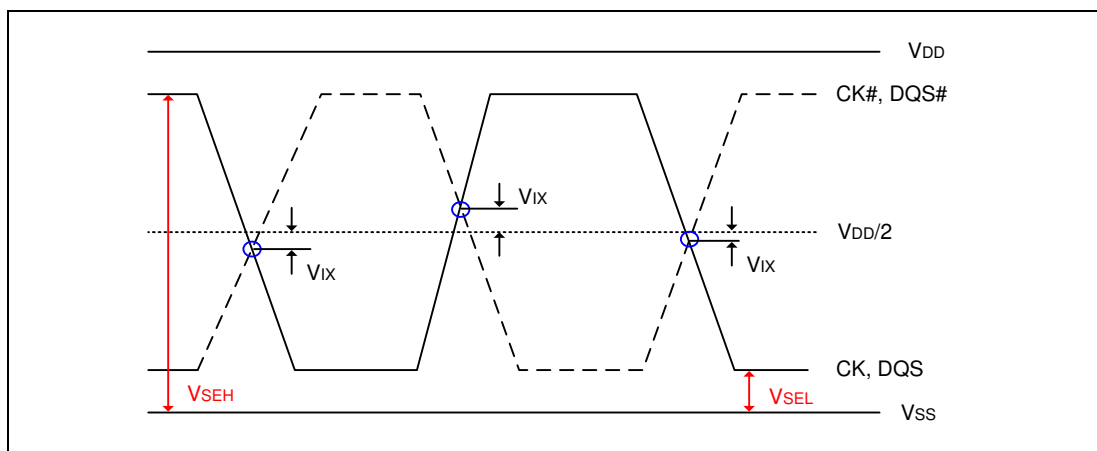 VDD
CK#, DQS#
VIX
VDD/2
VIX
VIX
CK, DQS
VSEH
VSEL
VSS